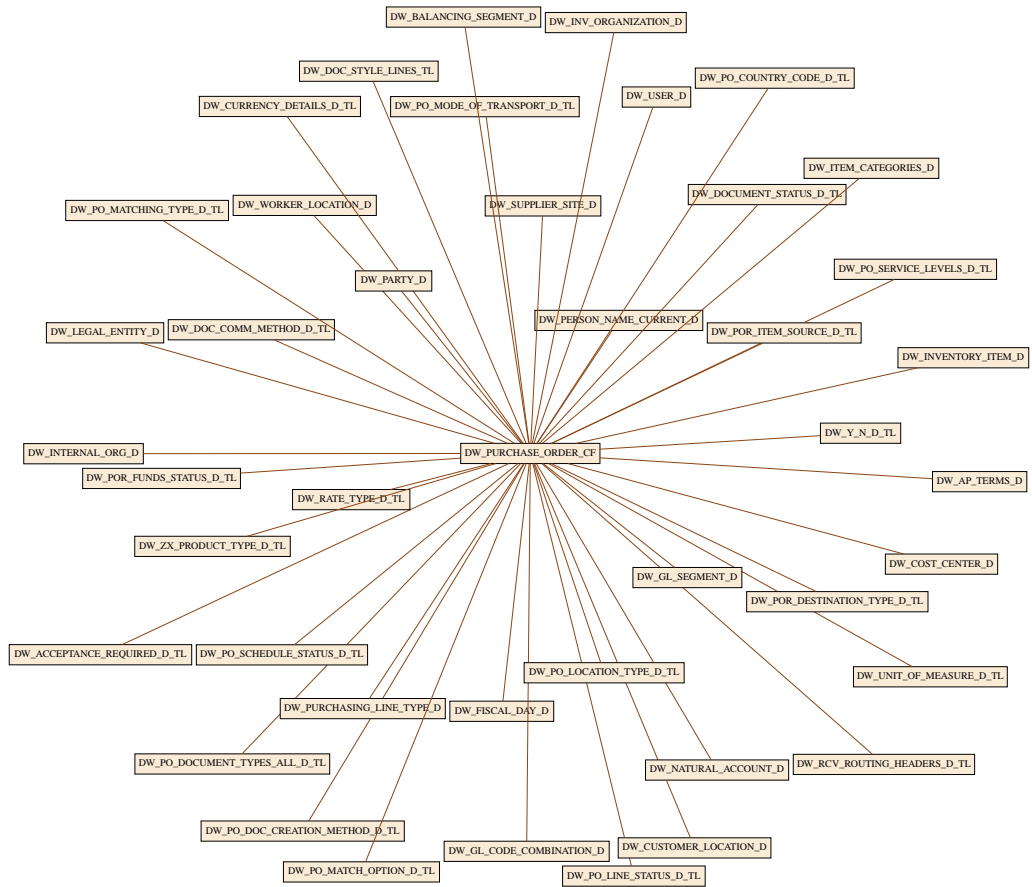 DW_BALANCING_SEGMENT_D
DW_INV_ORGANIZATION_D
DW_DOC_STYLE_LINES_TL
DW_PO_COUNTRY_CODE_D_TL
DW_CURRENCY_DETAILS_D_TL
DW_PO_MODE_OF_TRANSPORT_D_TL
DW_USER_D
DW_ITEM_CATEGORIES_D
DW_DOCUMENT_STATUS_D_TL
DW_PO_MATCHING_TYPE_D_TL
DW_WORKER_LOCATION_D
DW_SUPPLIER_SITE_D
DW_PARTY_D
DW_PO_SERVICE_LEVELS_D_TL
DW_LEGAL_ENTITY_D
DW_DOC_COMM_METHOD_D_TL
DW_PERSON_NAME_CURRENT_D
DW_POR_ITEM_SOURCE_D_TL
DW_INVENTORY_ITEM_D
DW_Y_N_D_TL
DW_INTERNAL_ORG_D
DW_PURCHASE_ORDER_CF
DW_POR_FUNDS_STATUS_D_TL
DW_AP_TERMS_D
DW_RATE_TYPE_D_TL
DW_ZX_PRODUCT_TYPE_D_TL
DW_COST_CENTER_D
DW_GL_SEGMENT_D
DW_POR_DESTINATION_TYPE_D_TL
DW_ACCEPTANCE_REQUIRED_D_TL
DW_PO_SCHEDULE_STATUS_D_TL
DW_PO_LOCATION_TYPE_D_TL
DW_UNIT_OF_MEASURE_D_TL
DW_PURCHASING_LINE_TYPE_D
DW_FISCAL_DAY_D
DW_PO_DOCUMENT_TYPES_ALL_D_TL
DW_NATURAL_ACCOUNT_D
DW_RCV_ROUTING_HEADERS_D_TL
DW_PO_DOC_CREATION_METHOD_D_TL
DW_GL_CODE_COMBINATION_D
DW_CUSTOMER_LOCATION_D
DW_PO_MATCH_OPTION_D_TL
DW_PO_LINE_STATUS_D_TL